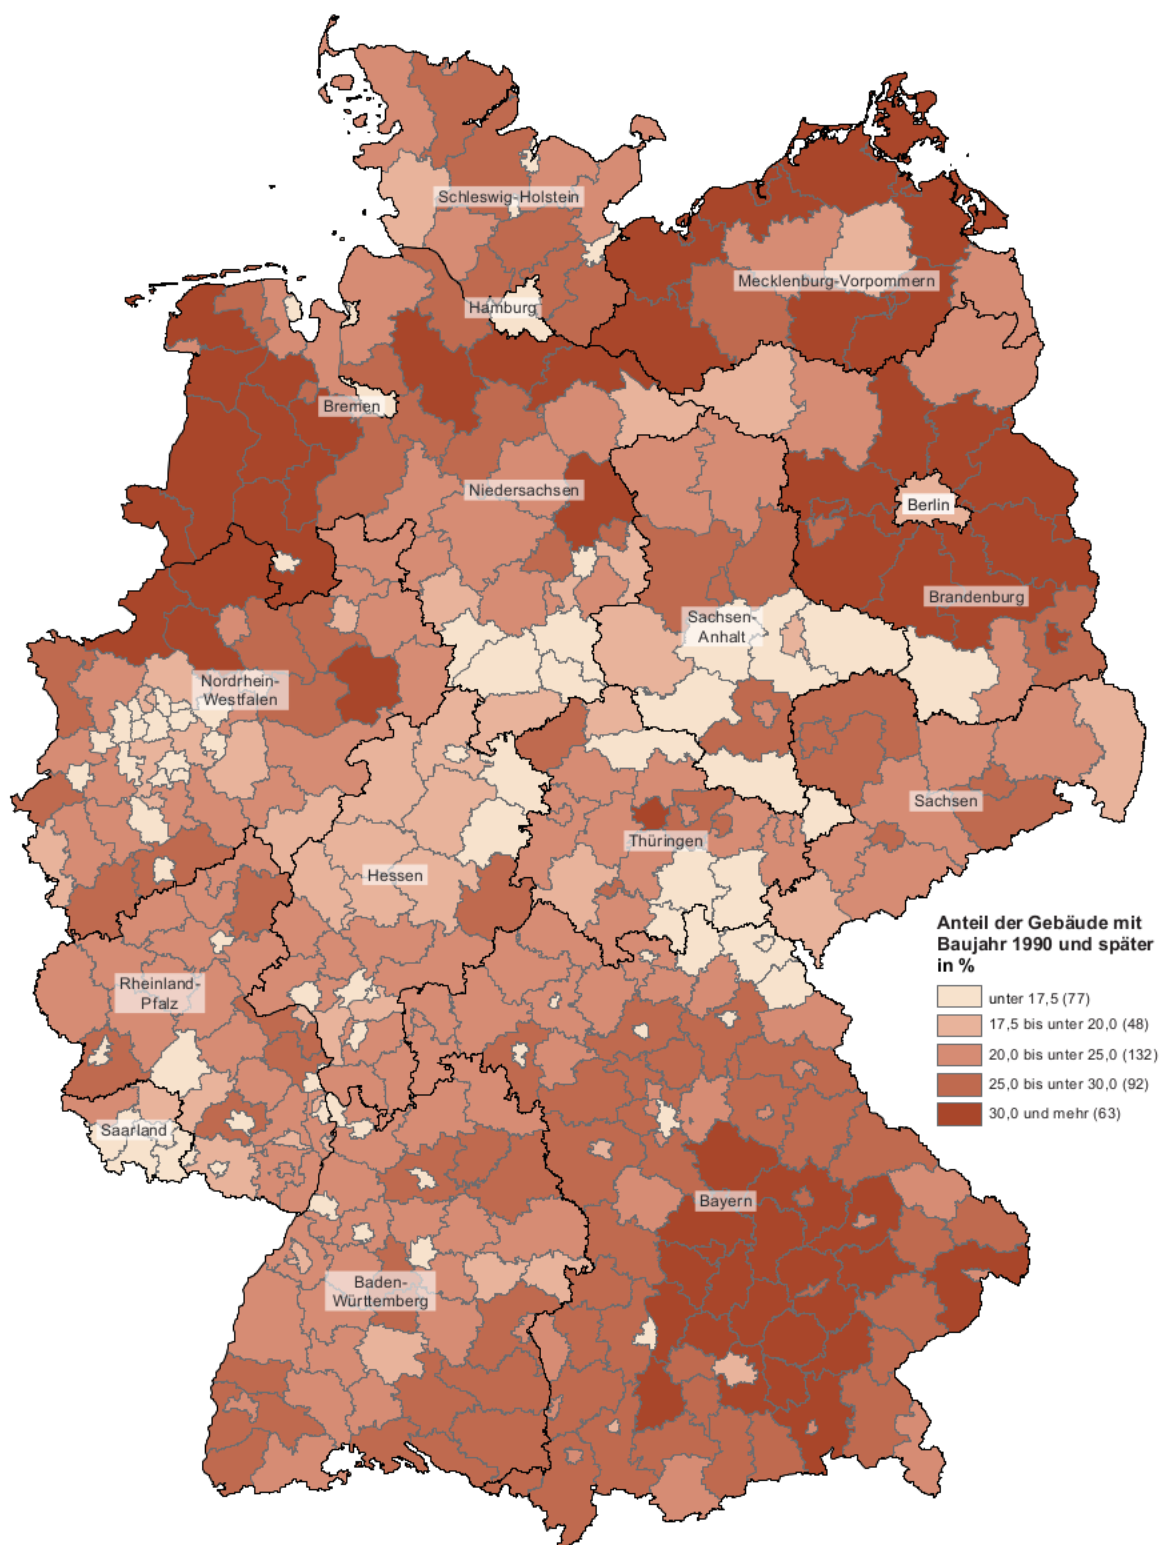 Schleswig-Holstein
Mecklenburg-Vorpommern
Hamburg
Bremen
Niedersachsen
Berlin
Brandenburg
Sachsen-
Anhalt
Nordrhein-
Westfalen
Sachsen
Thüringen
Hessen
Rheinland-
Pfalz
Saarland
Bayern
Baden-
Württemberg
Anteil der Gebäude mit
Baujahr 1990 und später
in %
unter 17,5 (77)
17,5 bis unter 20,0 (48)
20,0 bis unter 25,0 (132)
25,0 bis unter 30,0 (92)
30,0 und mehr (63)